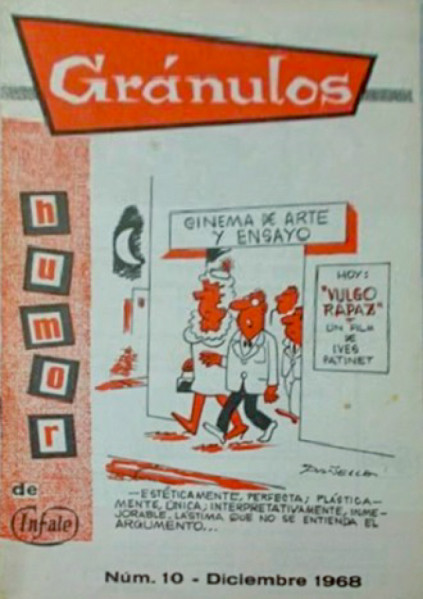 Gránulos
humor
de
Infale
CINEMA DE ARTE
Y ENSAYO
HOY:
"VULGO
RAPAZ"
UN FILM
DE
IVES
PATINET
—ESTÉTICAMENTE, PERFECTA; PLÁSTICA-
MENTE, ÚNICA; INTERPRETATIVAMENTE, INME-
JORABLE. LÁSTIMA QUE NO SE ENTIENDA EL
ARGUMENTO...
Núm. 10 - Diciembre 1968